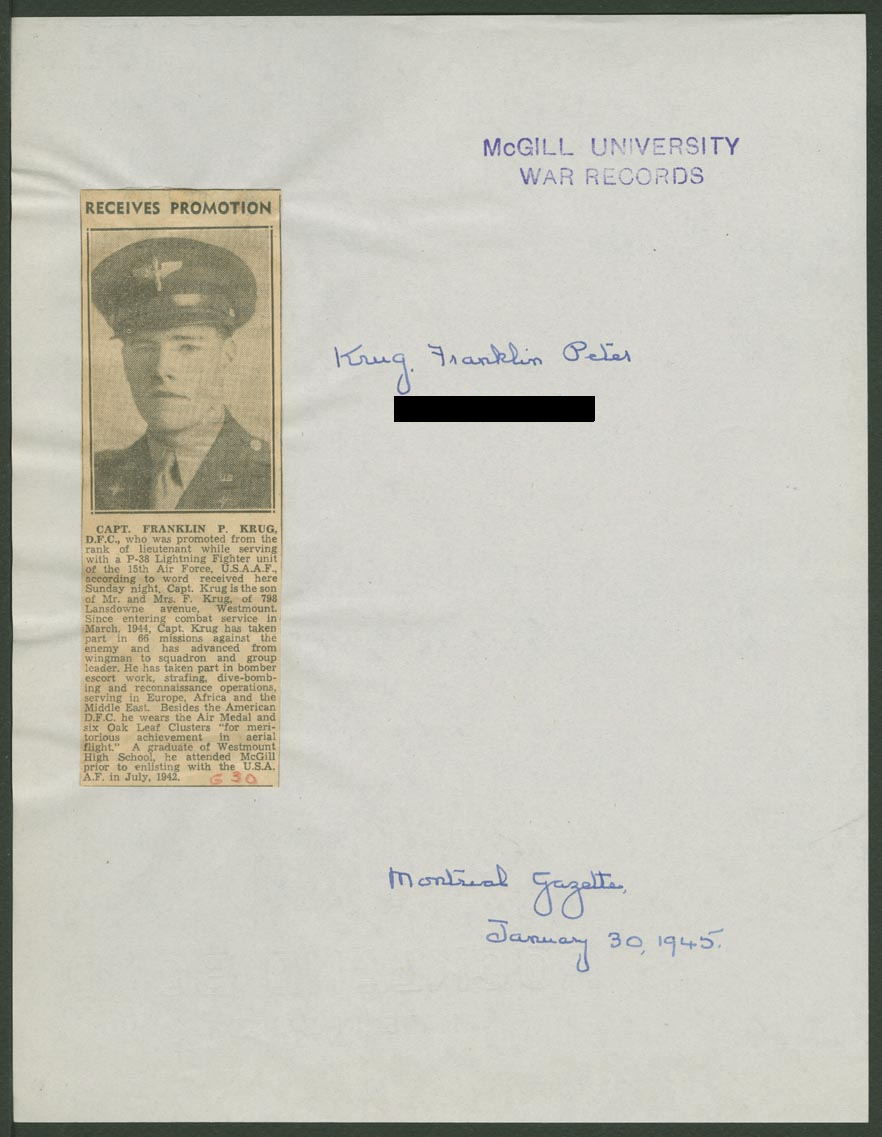 McGILL UNIVERSITY
WAR RECORDS
RECEIVES PROMOTION
Krug, Franklin Peter
CAPT. FRANKLIN P. KRUG,
D.F.C., who was promoted from the
rank of lieutenant while serving
with a P-38 Lightning Fighter unit
of the 15th Air Force, U.S.A.A.F.,
according to word received here
Sunday night, Capt. Krug is the son
of Mr. and Mrs. F. Krug, of 798
Lansdowne avenue, Westmount.
Since entering combat service in
March, 1944, Capt. Krug has taken
part in 66 missions against the
enemy and has advanced from
wingman to squadron and group
leader. He has taken part in bomber
escort work, strafing, dive-bomb-
ing and reconnaissance operations,
serving in Europe, Africa and the
Middle East. Besides the American
D.F.C. he wears the Air Medal and
six Oak Leaf Clusters "for meri-
torious achievement in aerial
flight." A graduate of Westmount
High School, he attended McGill
prior to enlisting with the U.S.A.
A.F. in July, 1942.
G 30
Montreal Gazette,
January 30, 1945.